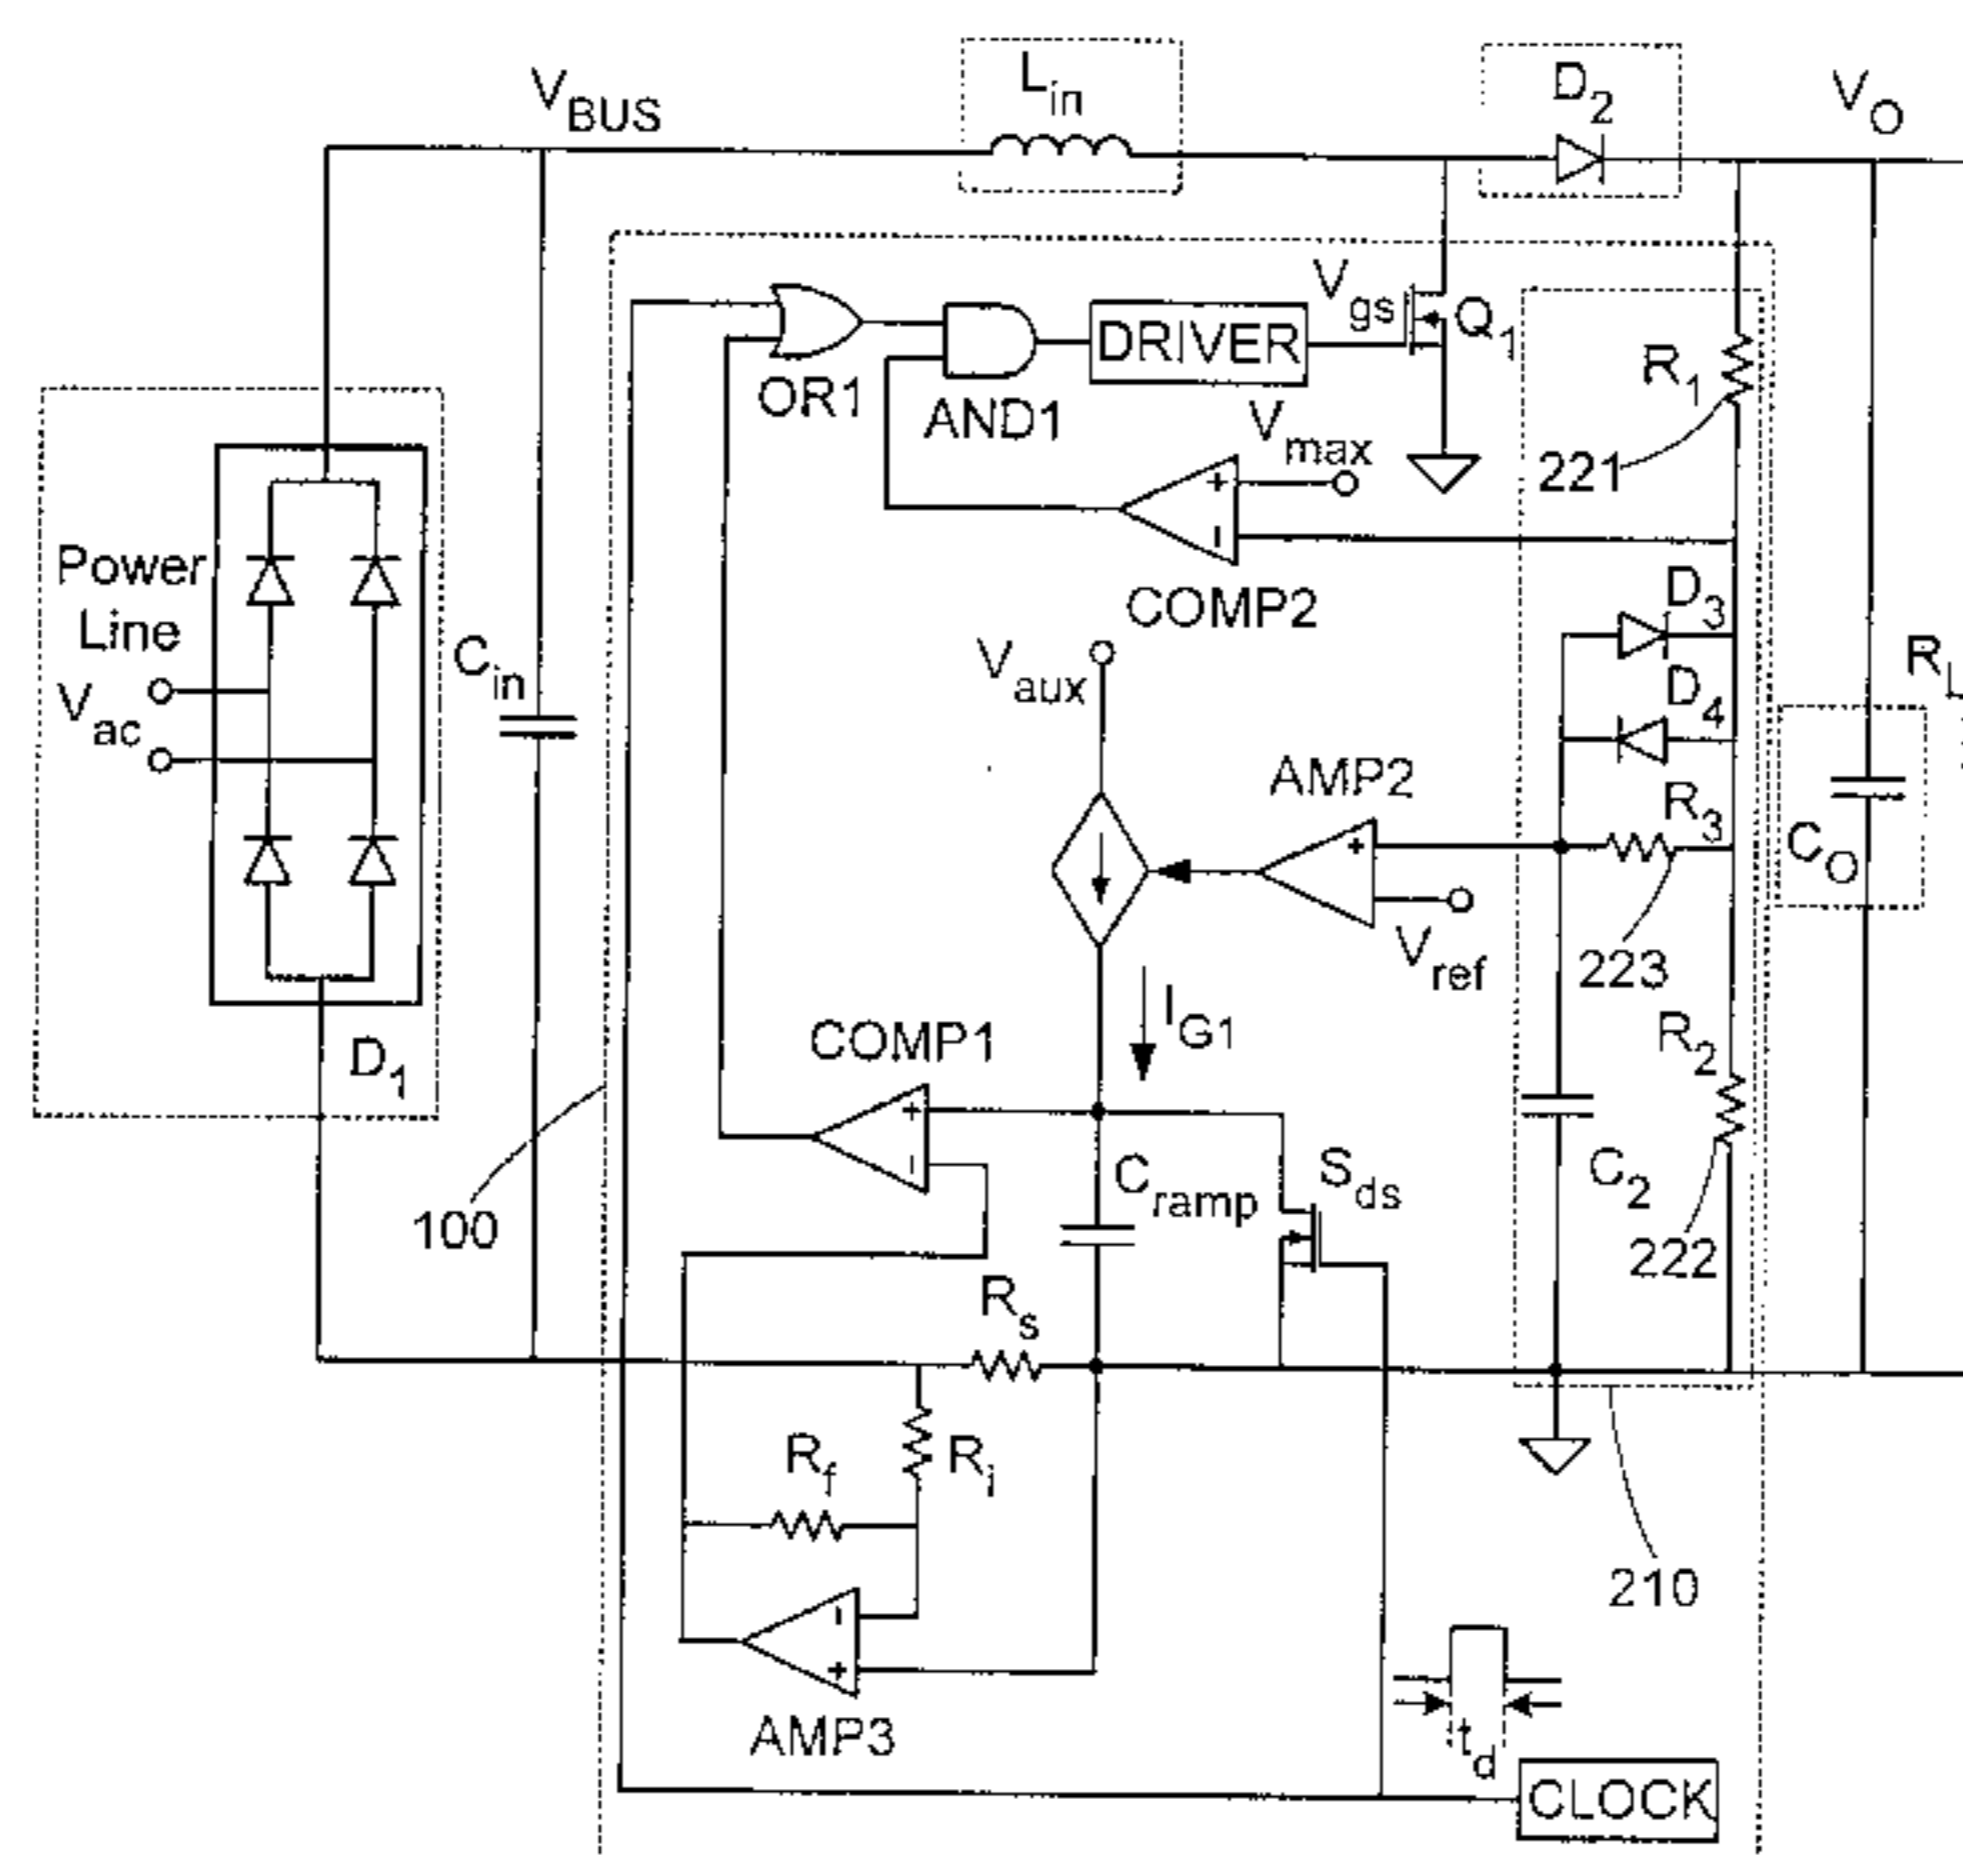 V_BUS
L_in
D_2
V_O
V_gs
Q_1
DRIVER
R_1
OR1
AND1
V_max
221
Power
Line
V_ac
COMP2
D_3
C_in
V_aux
D_4
R_L
AMP2
R_3
C_O
V_ref
223
I_G1
COMP1
R_2
D_1
100
C_ramp
S_ds
C_2
222
R_s
R_f
R_i
210
AMP3
t_d
CLOCK